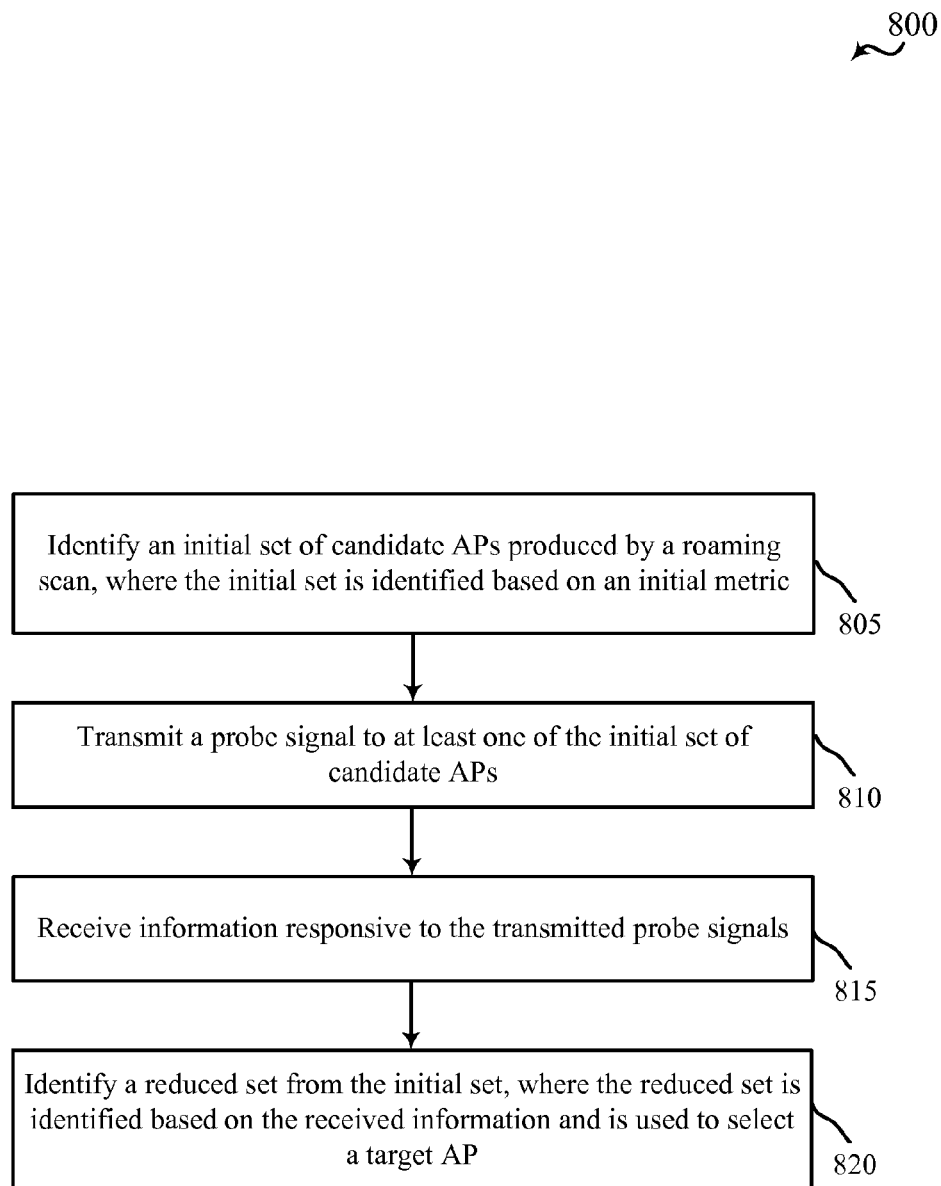 800
Identify an initial set of candidate APs produced by a roaming
scan, where the initial set is identified based on an initial metric
805
Transmit a probe signal to at least one of the initial set of
candidate APs
810
Receive information responsive to the transmitted probe signals
815
Identify a reduced set from the initial set, where the reduced set is
identified based on the received information and is used to select
a target AP
820